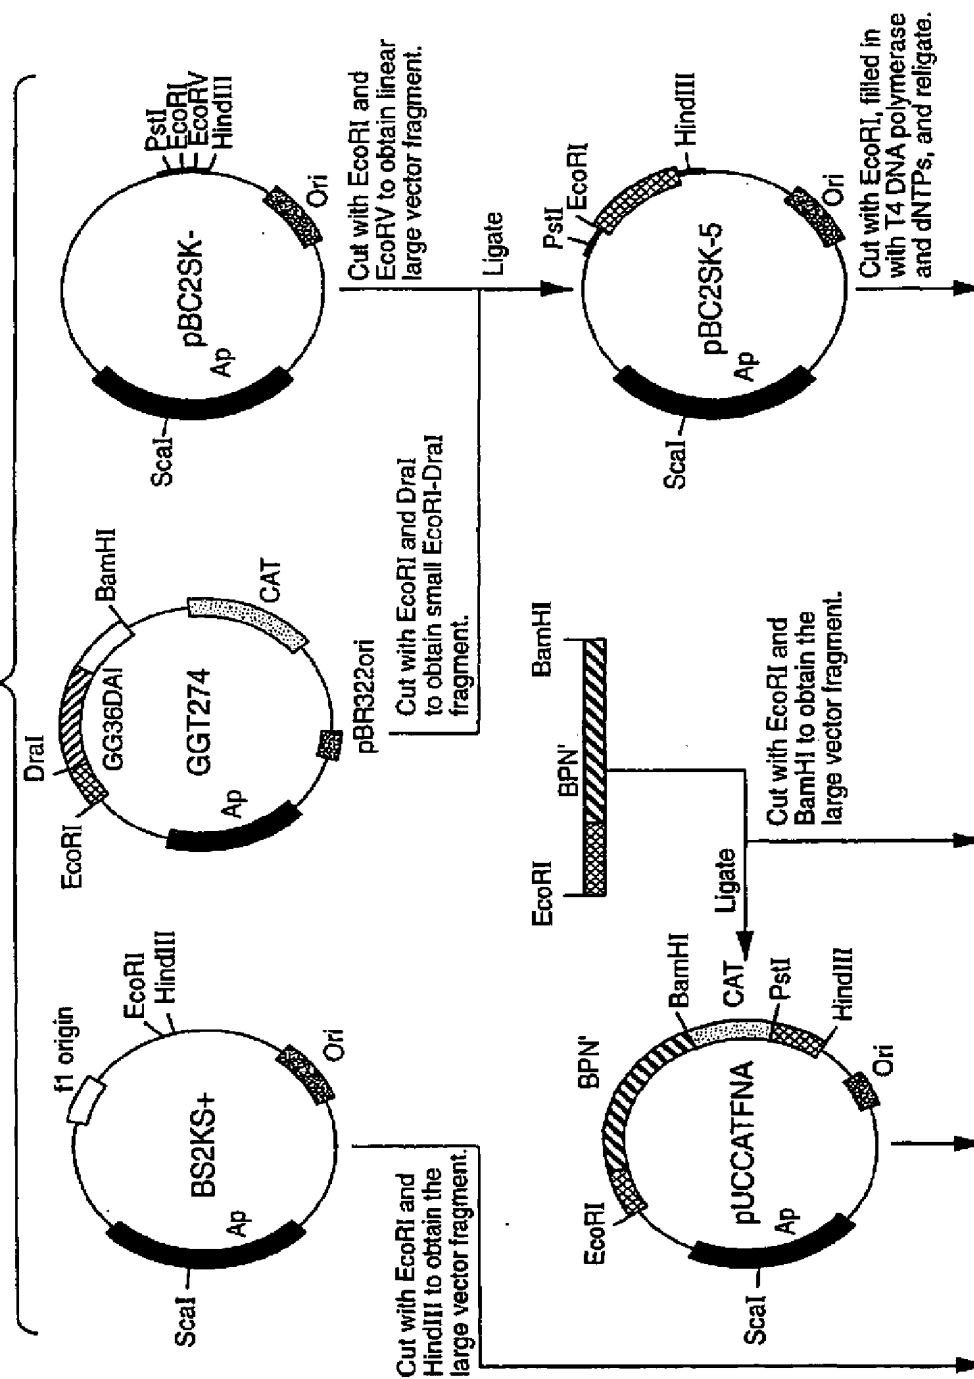 f1 origin
EcoRI
HindIII
BS2KS+
Ap
ScaI
Ori
DraI
EcoRI
GG36DAI
BamHI
GGT274
Ap
CAT
pBR322ori
PstI
EcoRI
EcoRV
HindIII
pBC2SK-
Ap
ScaI
Ori
Cut with EcoRI and
HindIII to obtain the
large vector fragment.
Cut with EcoRI and DraI
to obtain small EcoRI-DraI
fragment.
Cut with EcoRI and
EcoRV to obtain linear
large vector fragment.
Ligate
BPN'
EcoRI
BamHI
CAT
PstI
HindIII
pUCCATFNA
Ap
ScaI
Ori
EcoRI
BPN'
BamHI
Ligate
Cut with EcoRI and
BamHI to obtain the
large vector fragment.
PstI
EcoRI
HindIII
pBC2SK-5
Ap
ScaI
Ori
Cut with EcoRI, filled in
with T4 DNA polymerase
and dNTPs, and religate.